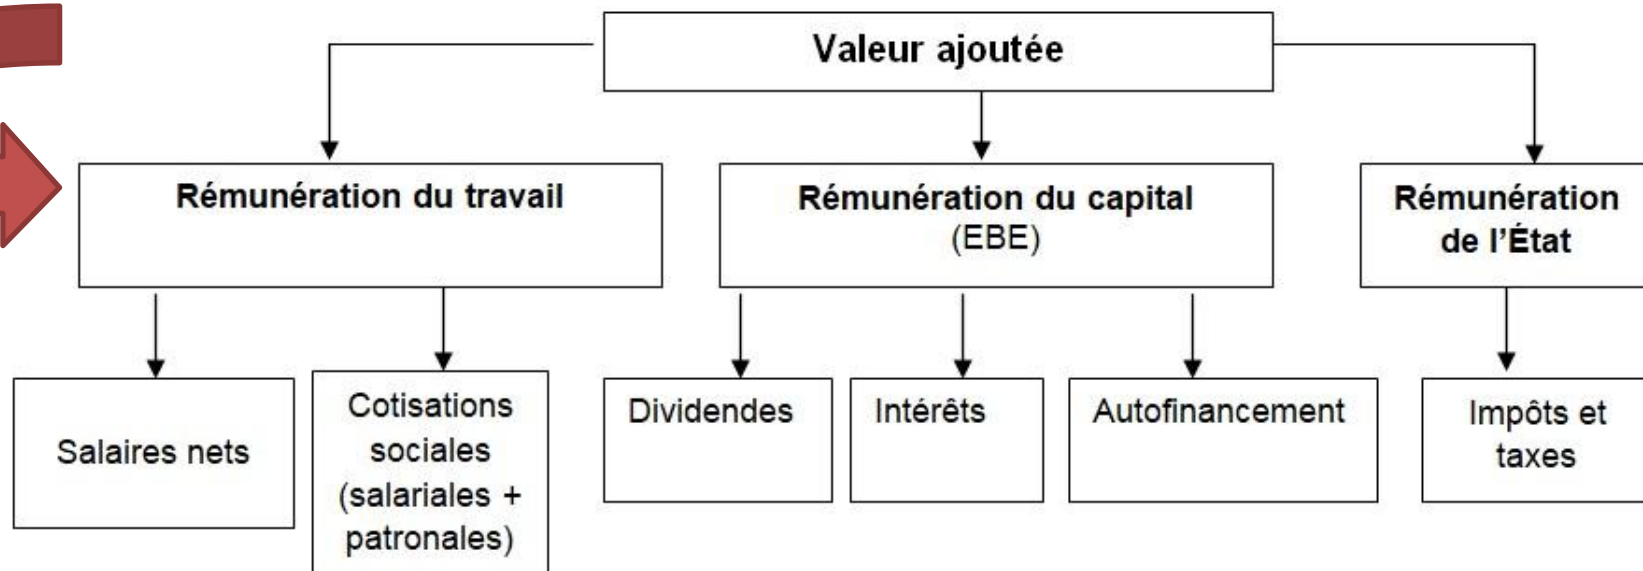 Valeur ajoutée
Rémunération du travail
Rémunération du capital
(EBE)
Rémunération
de l'État
Salaires nets
Cotisations
sociales
(salariales +
patronales)
Dividendes
Intérêts
Autofinancement
Impôts et
taxes